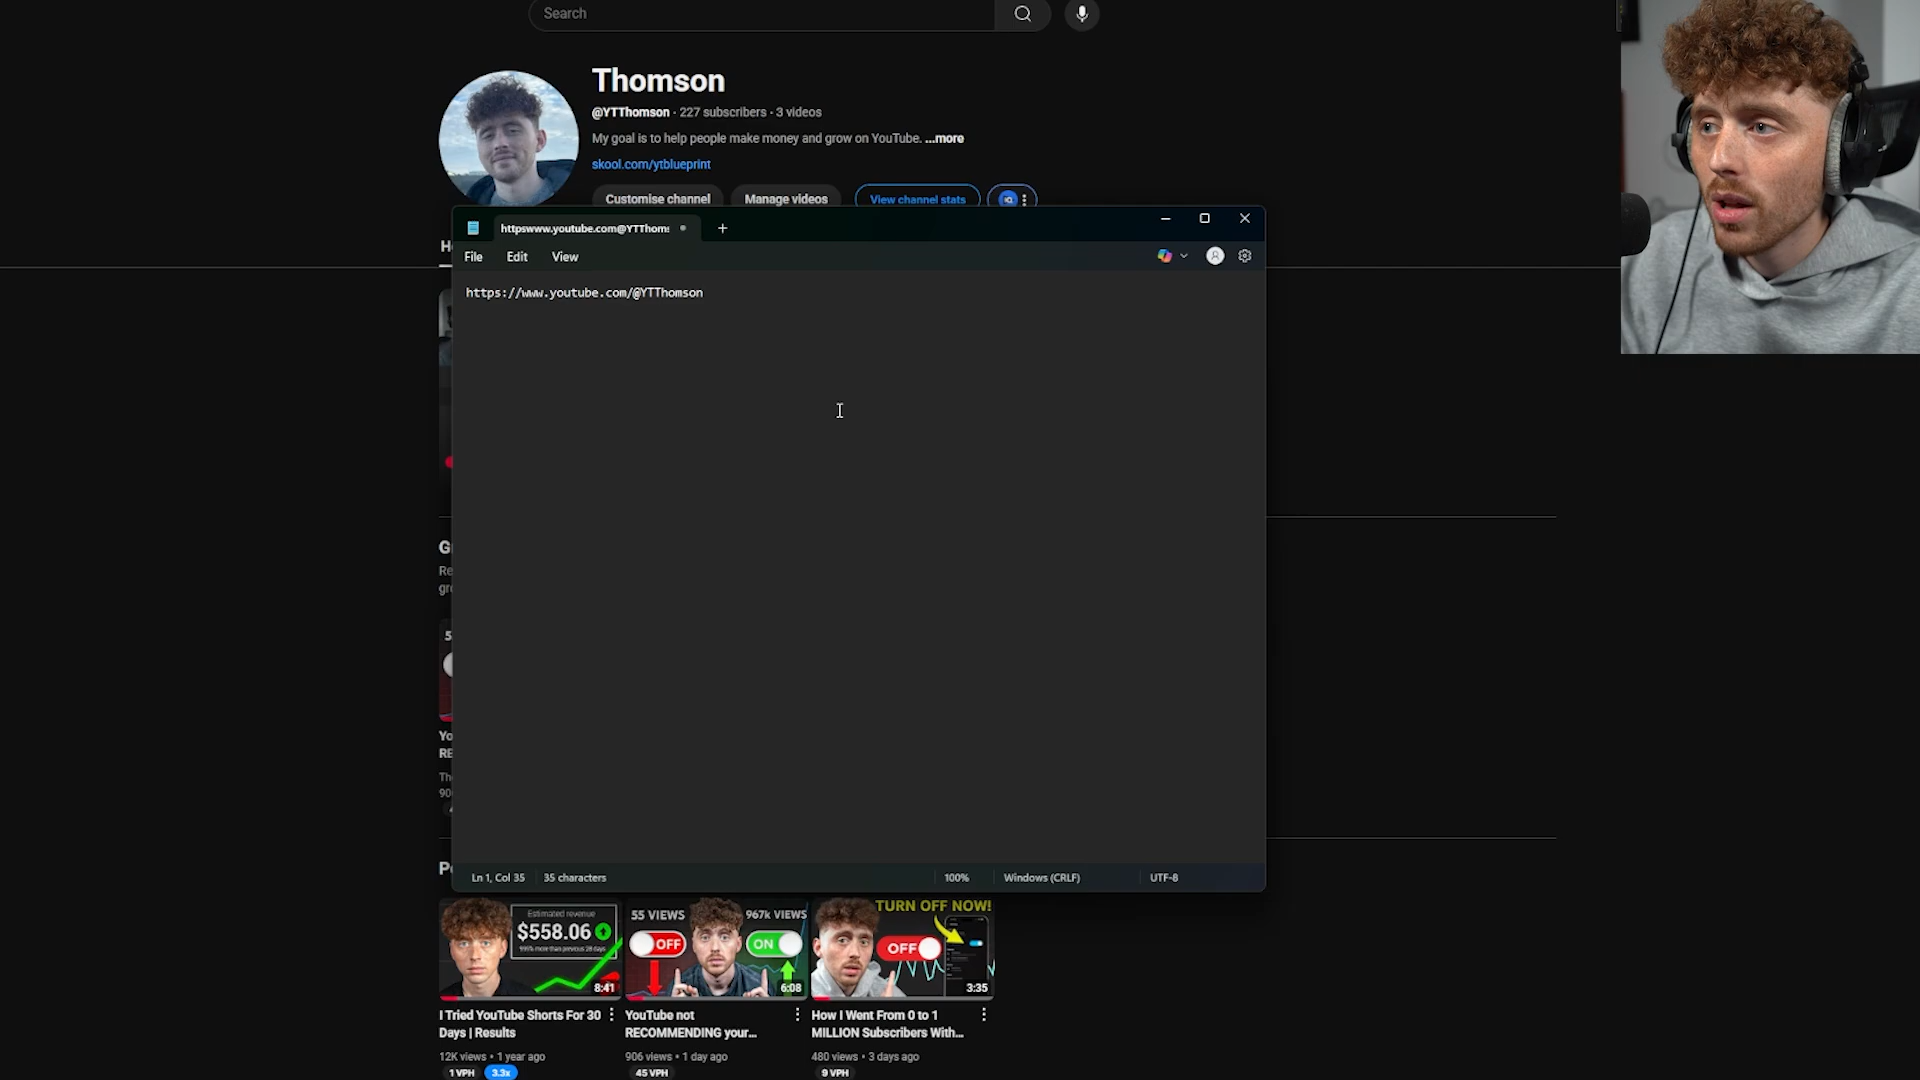 Search
Thomson
@YTThomson · 227 subscribers · 3 videos
My goal is to help people make money and grow on YouTube. ...more
skool.com/ytblueprint
Customise channel
Manage videos
View channel stats
httpswww.youtube.com@YTThoms
File
Edit
View
https://www.youtube.com/@YTThomson
Ln 1, Col 35
35 characters
100%
Windows (CRLF)
UTF-8
Estimated revenue
$558.06
8:41
55 VIEWS
967k VIEWS
OFF
ON
6:08
TURN OFF NOW!
OFF
3:35
I Tried YouTube Shorts For 30
Days | Results
12K views • 1 year ago
1 VPH
3.3x
YouTube not
RECOMMENDING your...
906 views • 1 day ago
45 VPH
How I Went From 0 to 1
MILLION Subscribers With...
480 views • 3 days ago
9 VPH